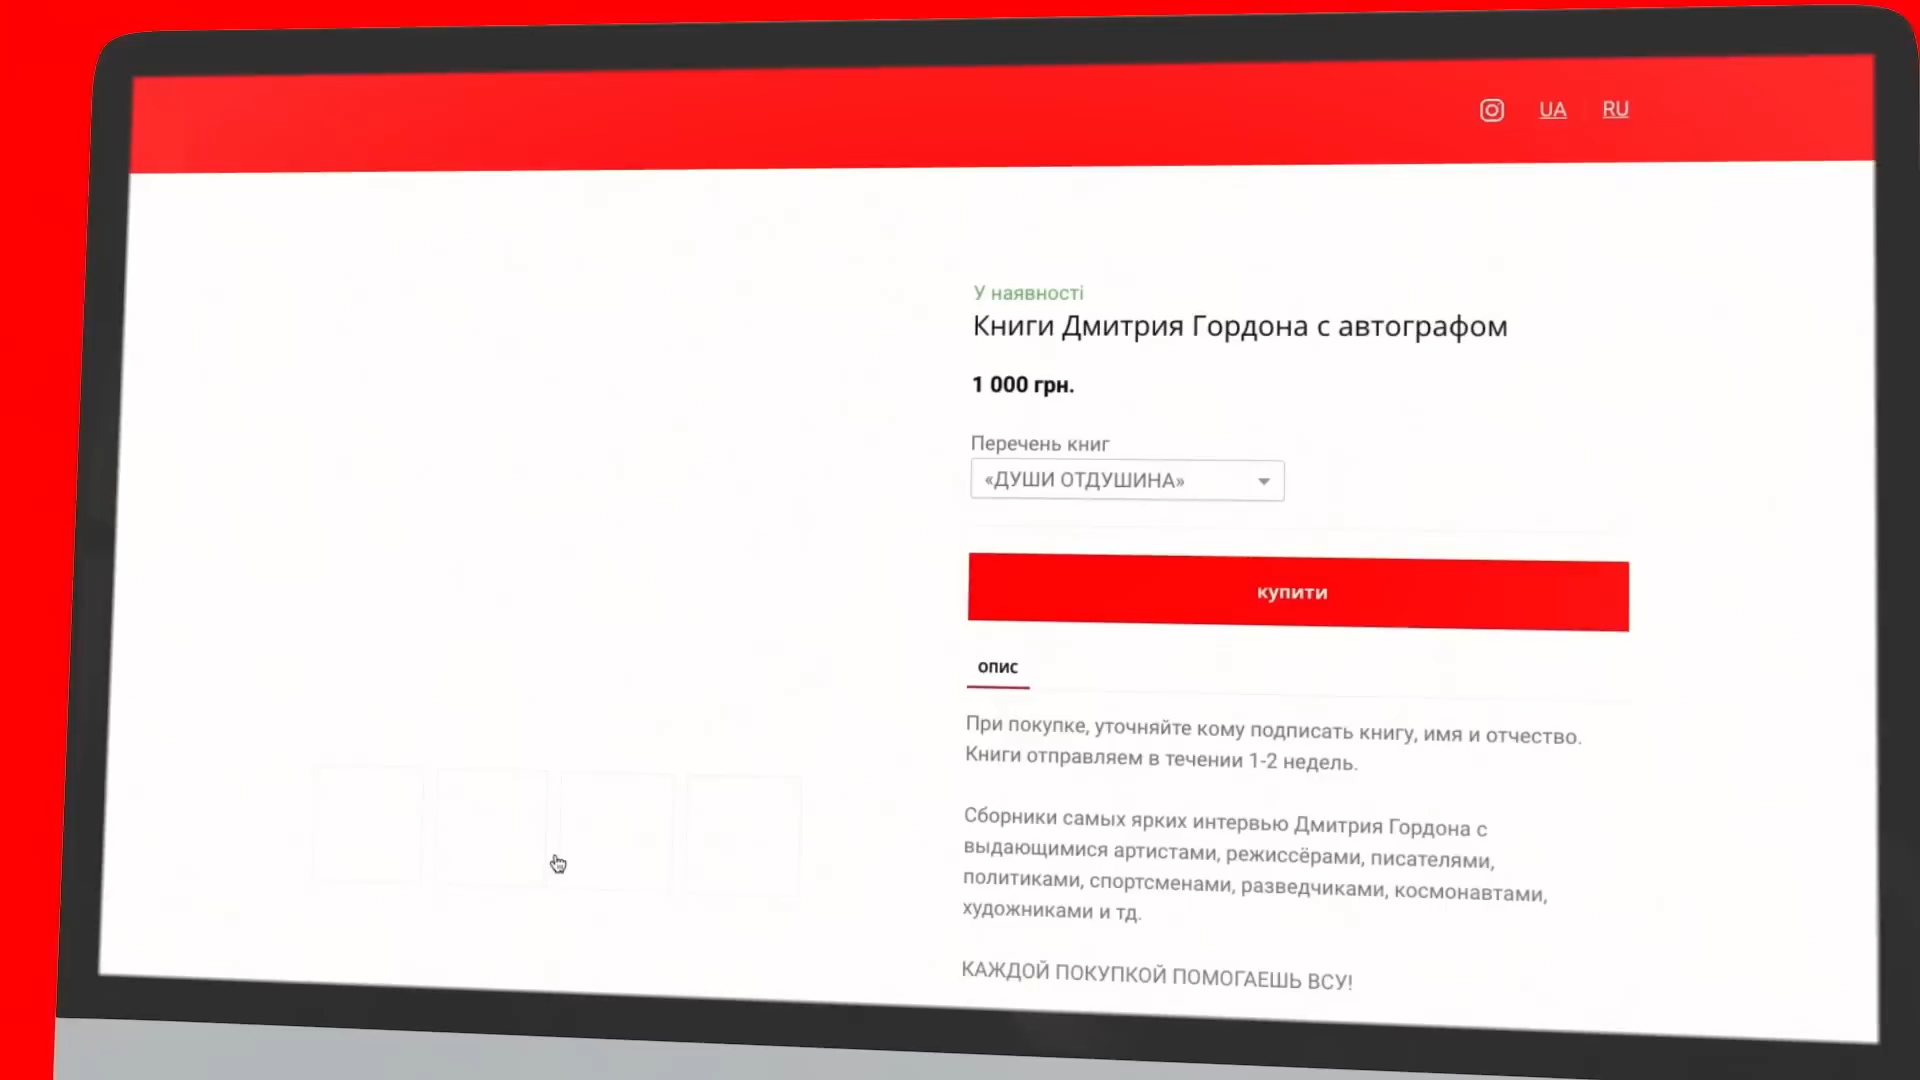 UA RU
У наявності
Книги Дмитрия Гордона с автографом
1 000 грн.
Перечень книг
«ДУШИ ОТДУШИНА»
купити
опис
При покупке, уточняйте кому подписать книгу, имя и отчество.
Книги отправляем в течении 1-2 недель.
Сборники самых ярких интервью Дмитрия Гордона с
выдающимися артистами, режиссёрами, писателями,
политиками, спортсменами, разведчиками, космонавтами,
художниками и тд.
КАЖДОЙ ПОКУПКОЙ ПОМОГАЕШЬ ВСУ!